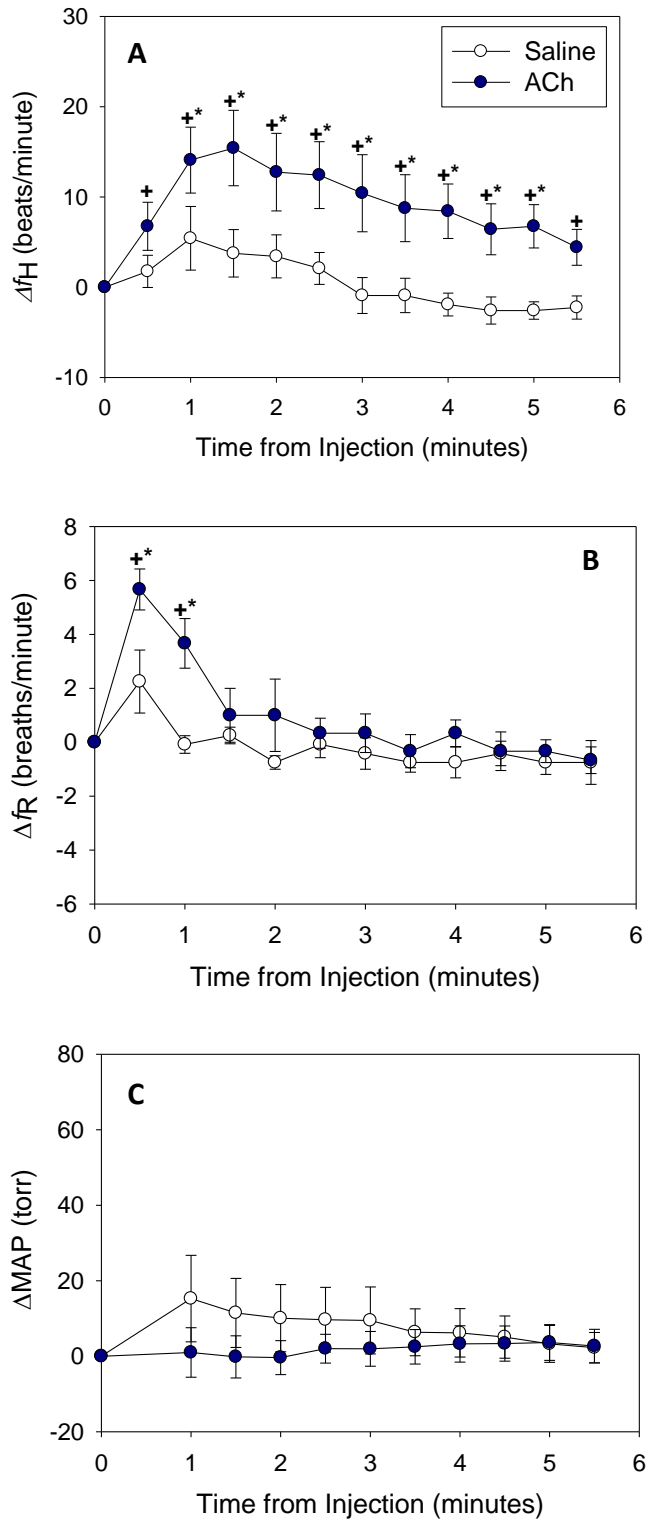 30
A
Saline
ACh
20
10
0
-10
+ +* +* +* +* +* +* +* +* +* +
ΔfH (beats/minute)
0 1 2 3 4 5 6
Time from Injection (minutes)
8
B
6
4
2
0
-2
-4
-6
+*
+*
ΔfR (breaths/minute)
0 1 2 3 4 5 6
Time from Injection (minutes)
80
C
60
40
20
0
-20
ΔMAP (torr)
0 1 2 3 4 5 6
Time from Injection (minutes)